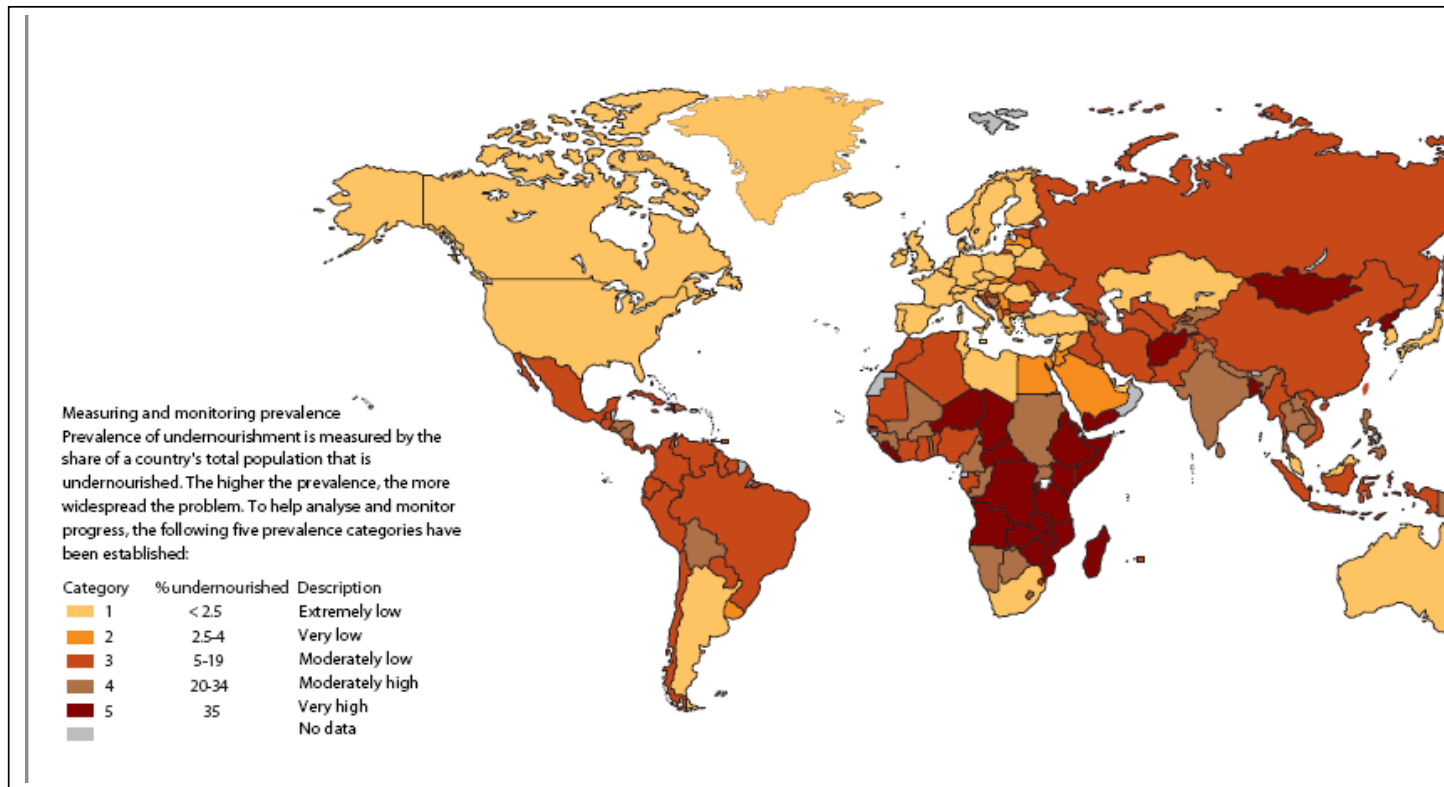 Measuring and monitoring prevalence
Prevalence of undernourishment is measured by the
share of a country's total population that is
undernourished. The higher the prevalence, the more
widespread the problem. To help analyse and monitor
progress, the following five prevalence categories have
been established:
Category % undernourished Description
1 < 2.5 Extremely low
2 2.5-4 Very low
3 5-19 Moderately low
4 20-34 Moderately high
5 35 Very high
No data